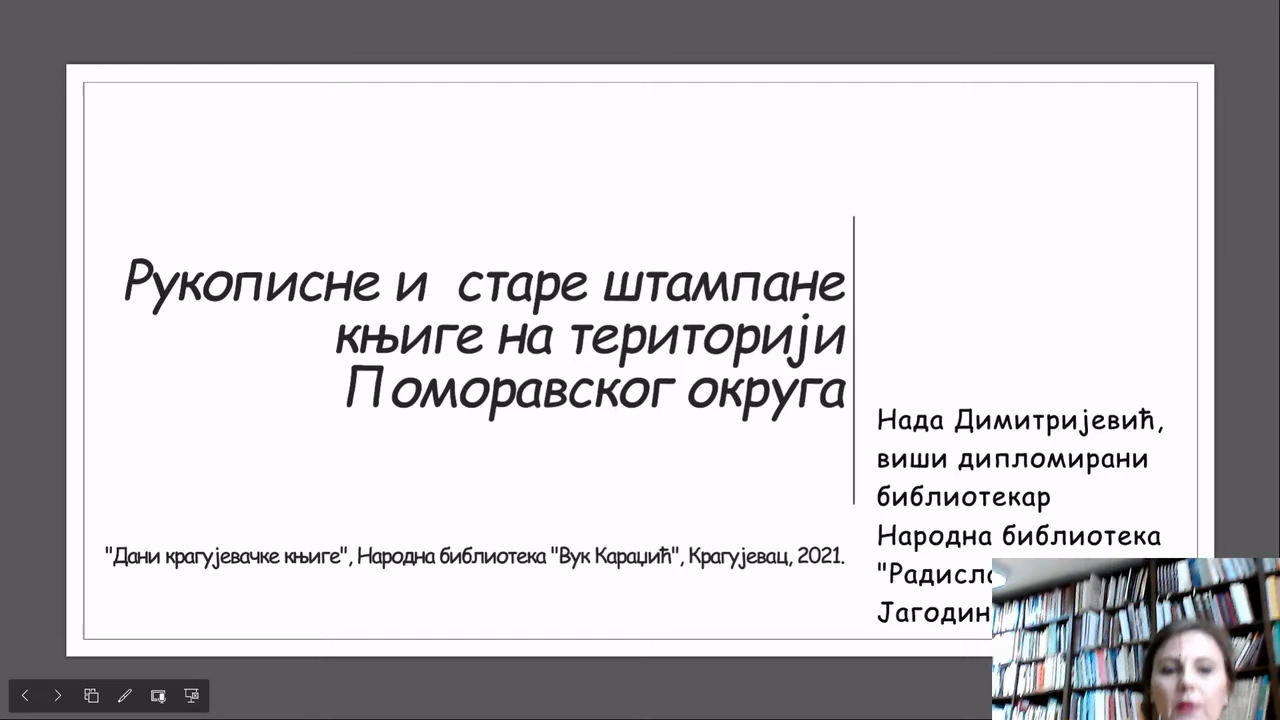 Рукописне и старе штампане
књиге на територији
Поморавског округа
"Дани крагујевачке књиге", Народна библиотека "Вук Караџић", Крагујевац, 2021.
Нада Димитријевић,
виши дипломирани
библиотекар
Народна библиотека